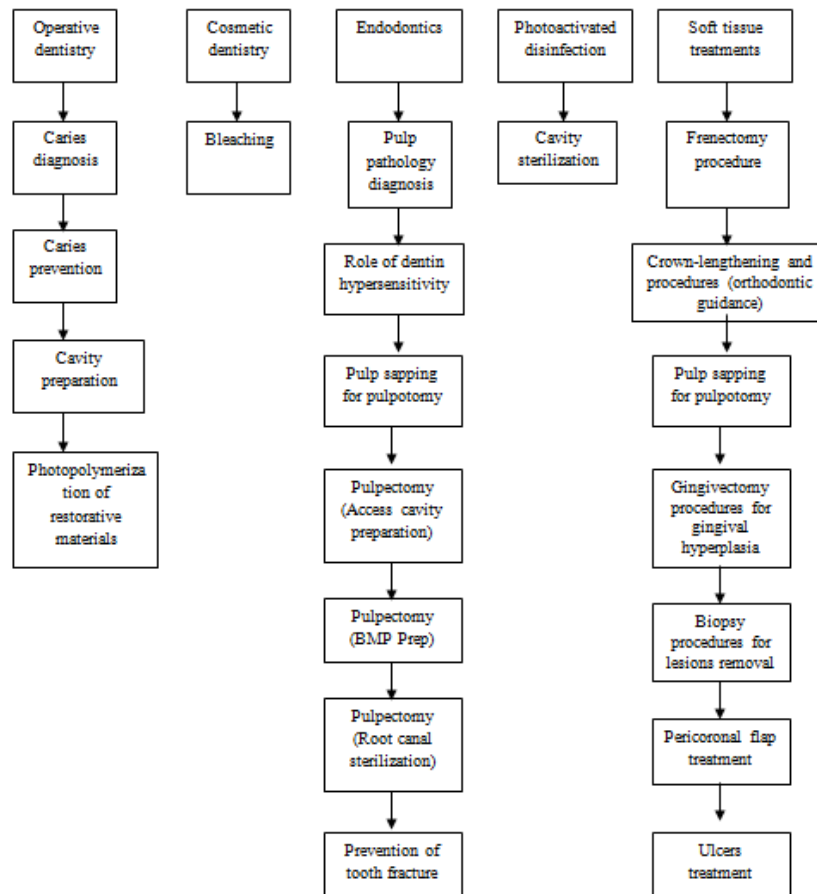 Operative
dentistry
Caries
diagnosis
Caries
prevention
Cavity
preparation
Photopolymeriza
tion of
restorative
materials
Cosmetic
dentistry
Bleaching
Endodontics
Pulp
pathology
diagnosis
Role of dentin
hypersensitivity
Pulp sapping
for pulpotomy
Pulpectomy
(Access cavity
preparation)
Pulpectomy
(BMP Prep)
Pulpectomy
(Root canal
sterilization)
Prevention of
tooth fracture
Photoactivated
disinfection
Cavity
sterilization
Soft tissue
treatments
Frenectomy
procedure
Crown-lengthening and
procedures (orthodontic
guidance)
Pulp sapping
for pulpotomy
Gingivectomy
procedures for
gingival
hyperplasia
Biopsy
procedures for
lesions removal
Pericoronal flap
treatment
Ulcers
treatment